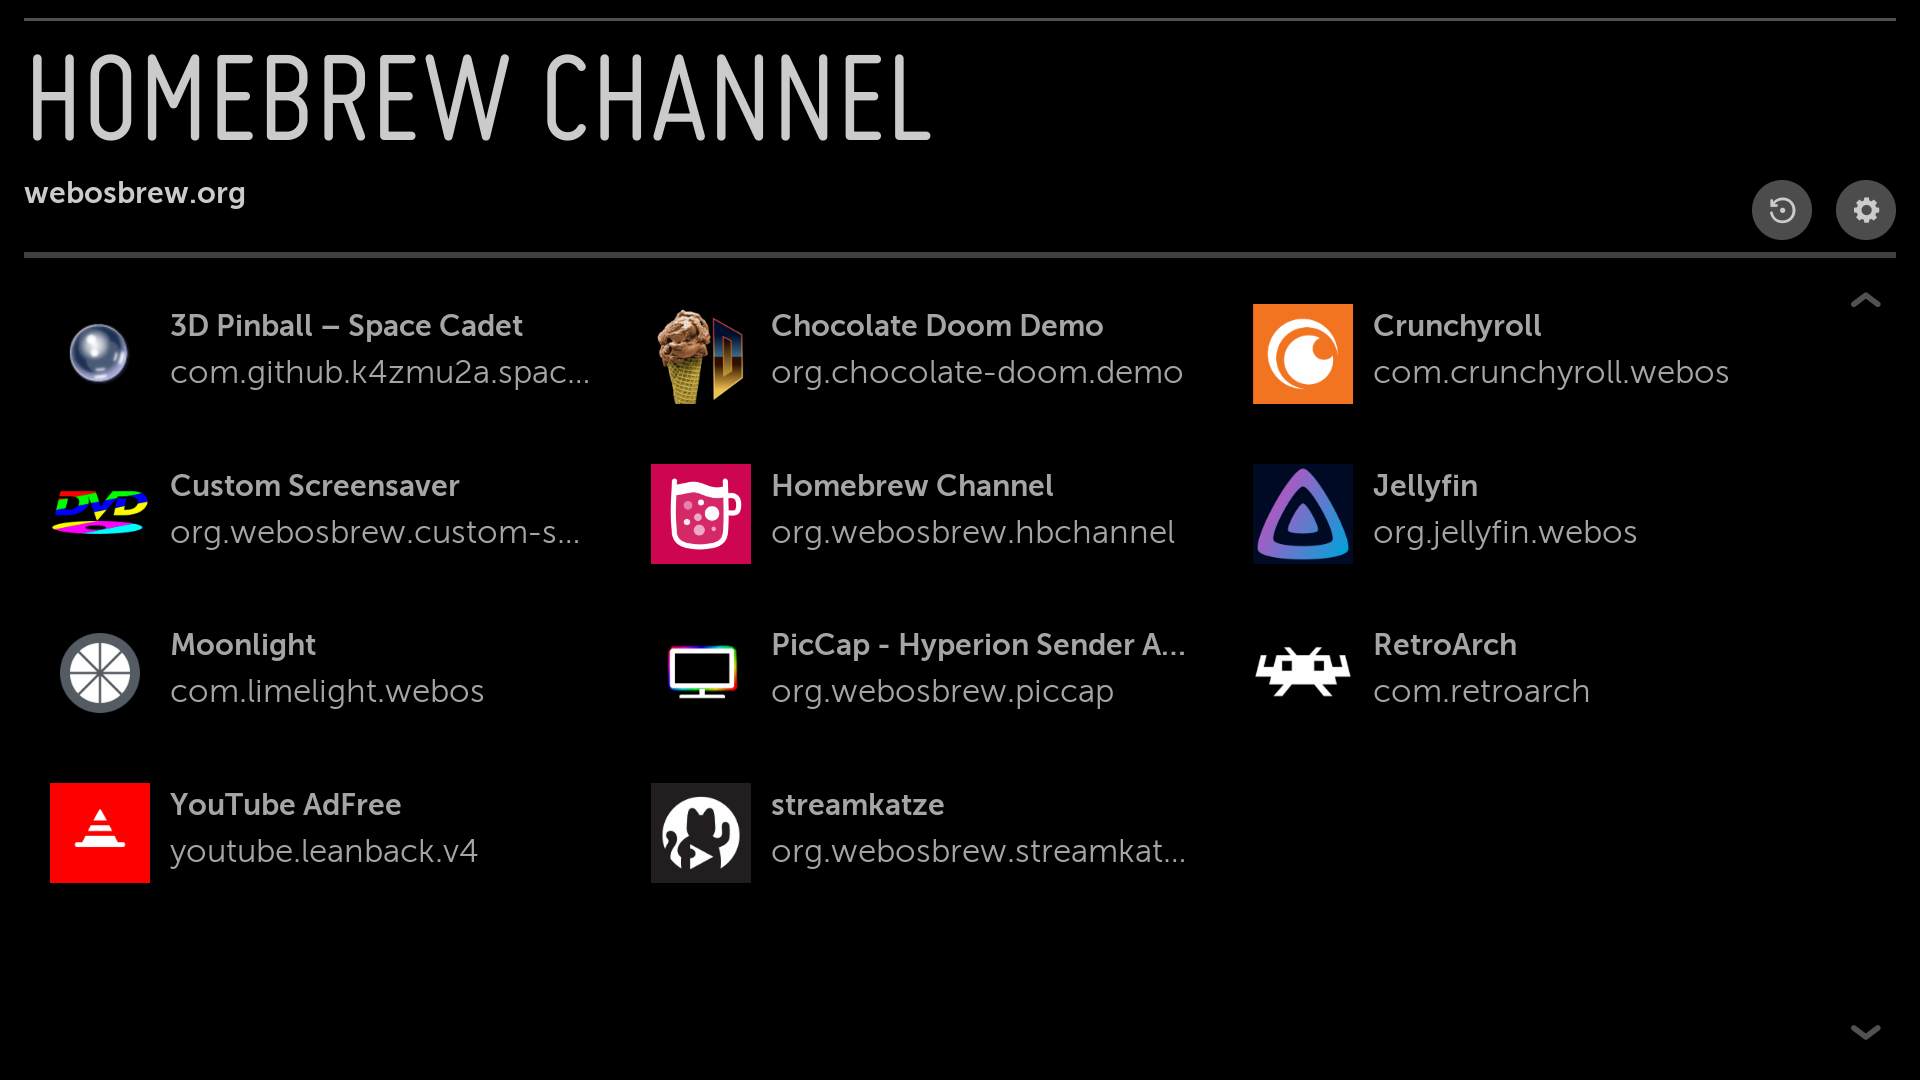 HOMEBREW CHANNEL
webosbrew.org
3D Pinball – Space Cadet
com.github.k4zmu2a.spac...
Chocolate Doom Demo
org.chocolate-doom.demo
Crunchyroll
com.crunchyroll.webos
DVD
Custom Screensaver
org.webosbrew.custom-s...
Homebrew Channel
org.webosbrew.hbchannel
Jellyfin
org.jellyfin.webos
Moonlight
com.limelight.webos
PicCap - Hyperion Sender A...
org.webosbrew.piccap
RetroArch
com.retroarch
YouTube AdFree
youtube.leanback.v4
streamkatze
org.webosbrew.streamkat...